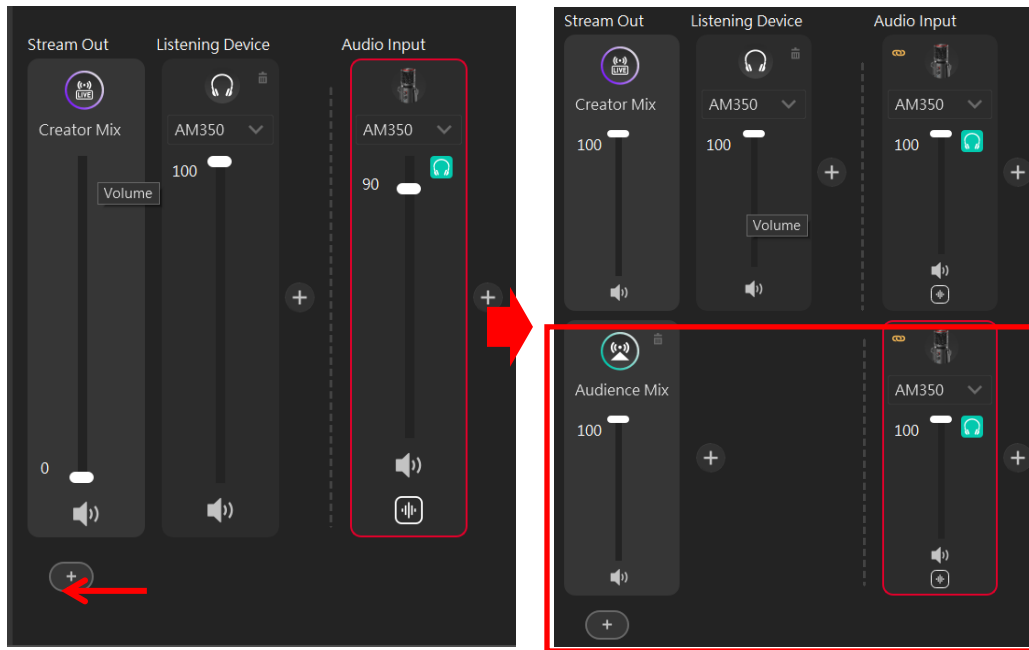 Stream Out
Listening Device
Audio Input
LIVE
Creator Mix
AM350
AM350
100
90
Volume
0
Stream Out
Listening Device
Audio Input
LIVE
Creator Mix
AM350
AM350
100
100
100
Volume
Audience Mix
AM350
100
100